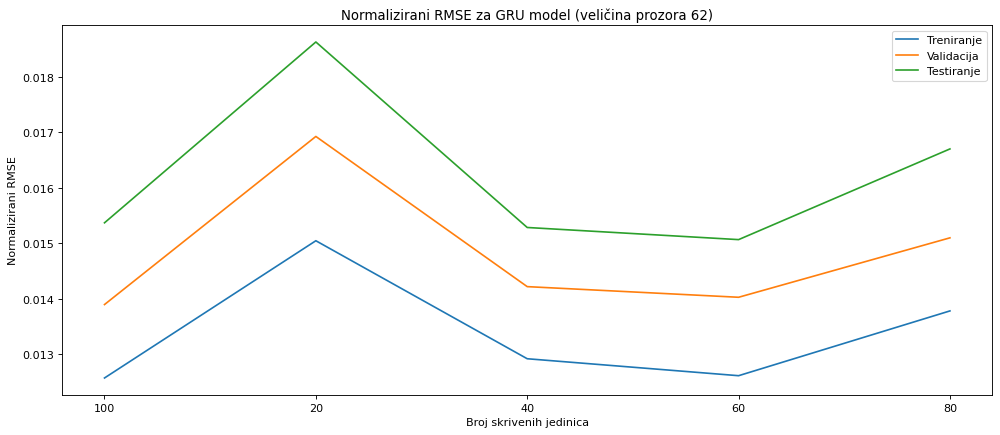 Normalizirani RMSE za GRU model (veličina prozora 62)
Treniranje
Validacija
Testiranje
Normalizirani RMSE
0.018
0.017
0.016
0.015
0.014
0.013
100 20 40 60 80
Broj skrivenih jedinica